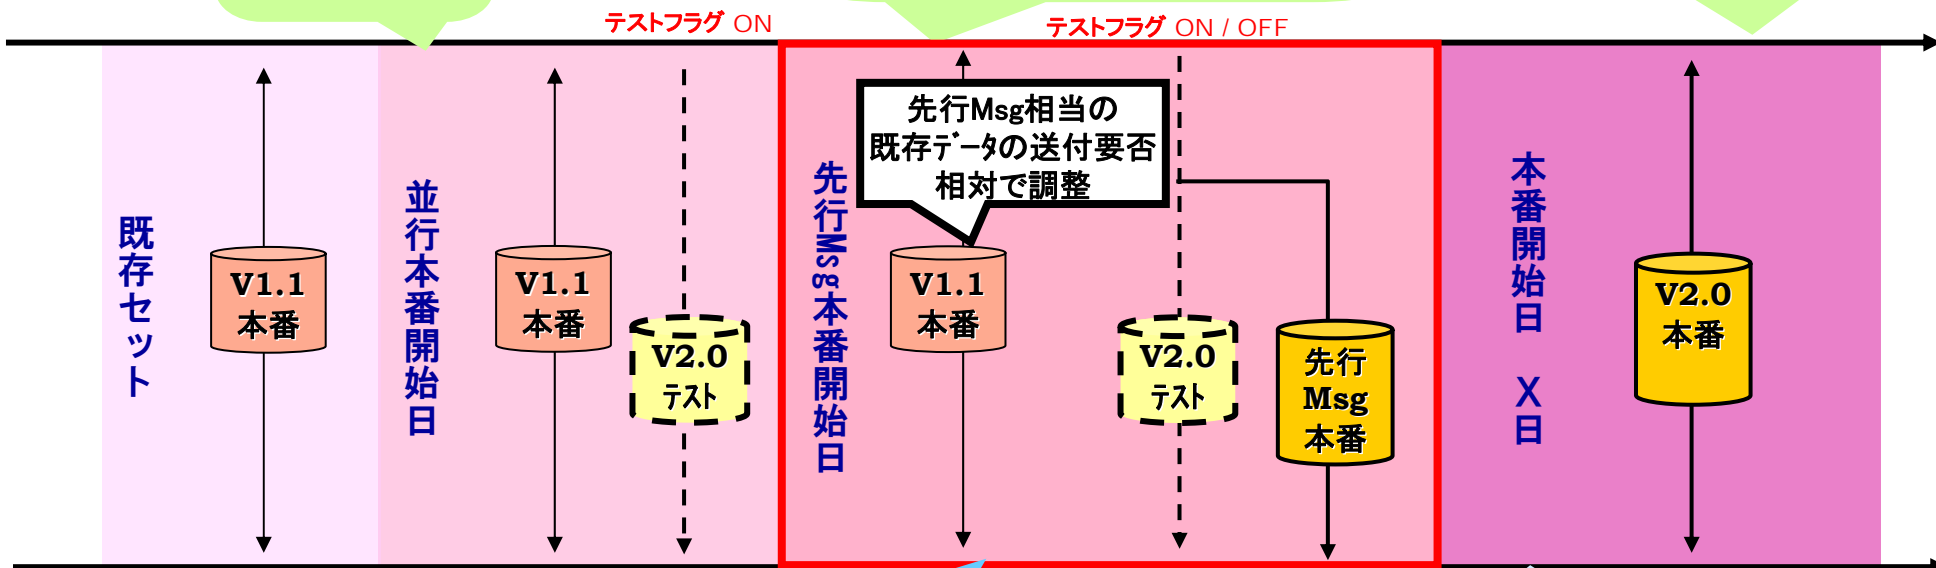 テストフラグ ON
テストフラグ ON / OFF
既存セット
V1.1
本番
並行本番開始日
V1.1
本番
V2.0
テスト
先行Msg本番開始日
先行Msg相当の
既存ﾃﾞｰﾀの送付要否
相対で調整
V1.1
本番
V2.0
テスト
先行
Msg
本番
本番開始日　X日
V2.0
本番